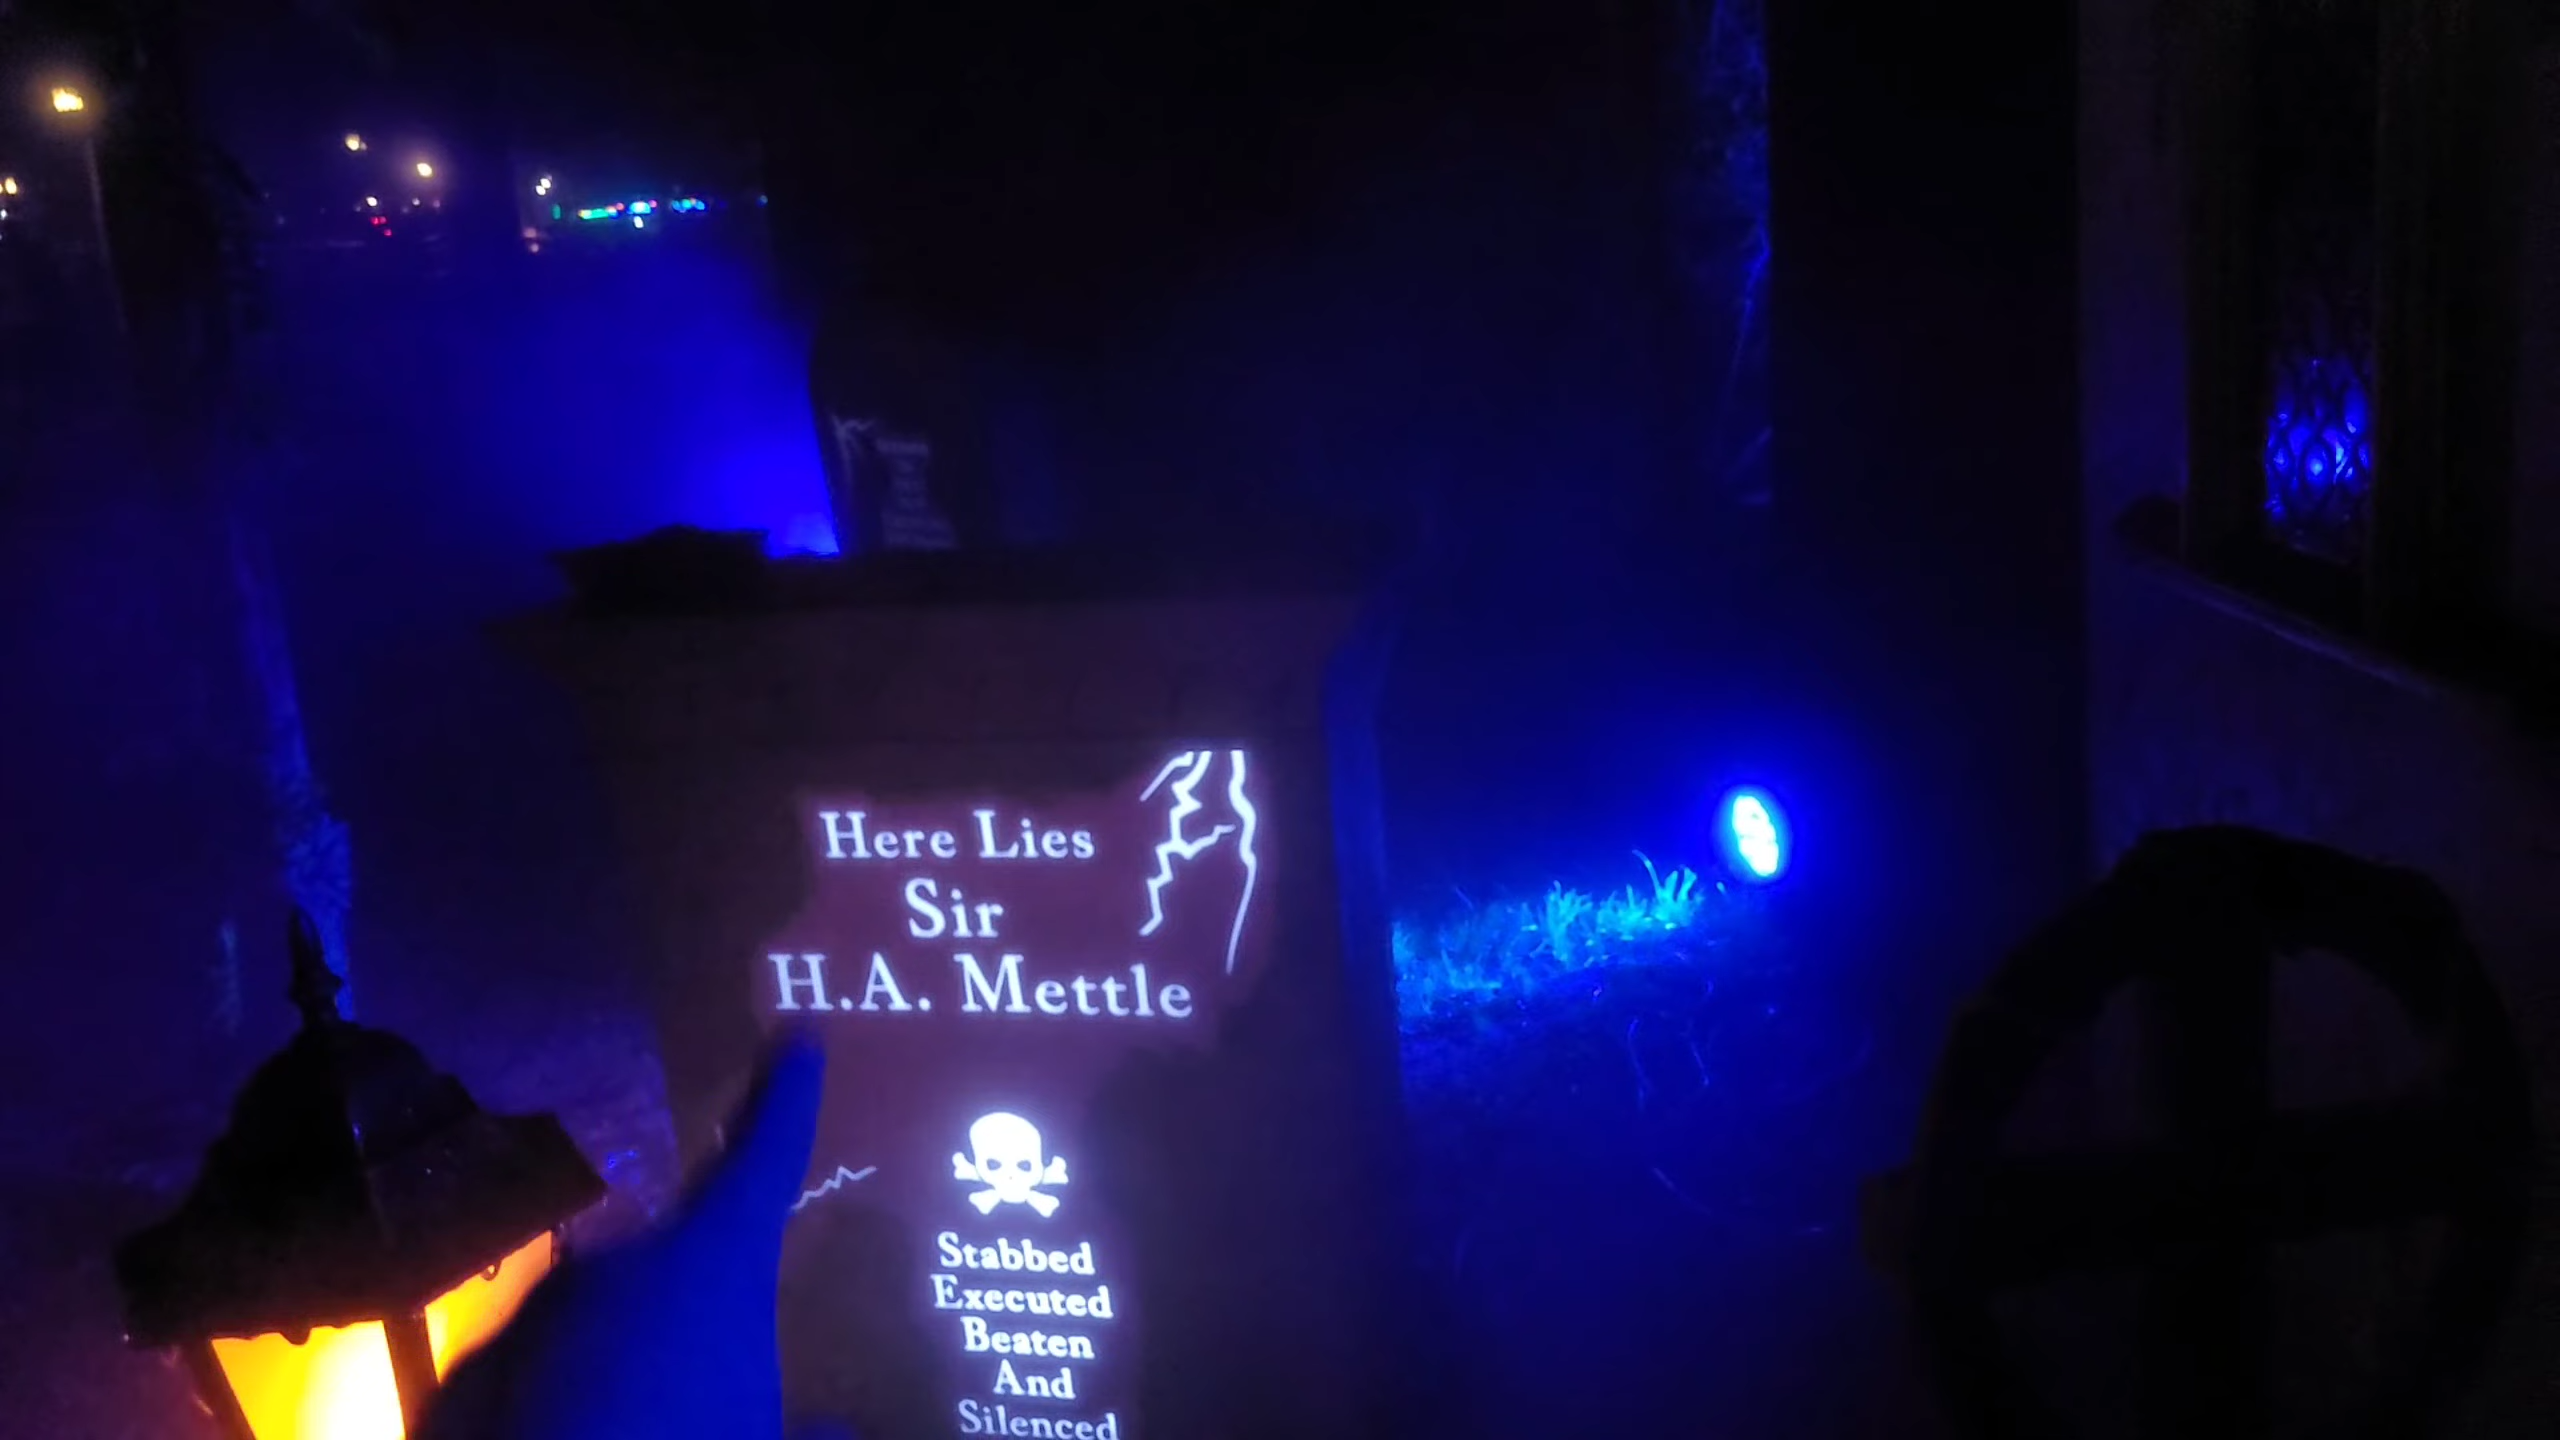 Here Lies
Sir
H.A. Mettle
Stabbed
Executed
Beaten
And
Silenced